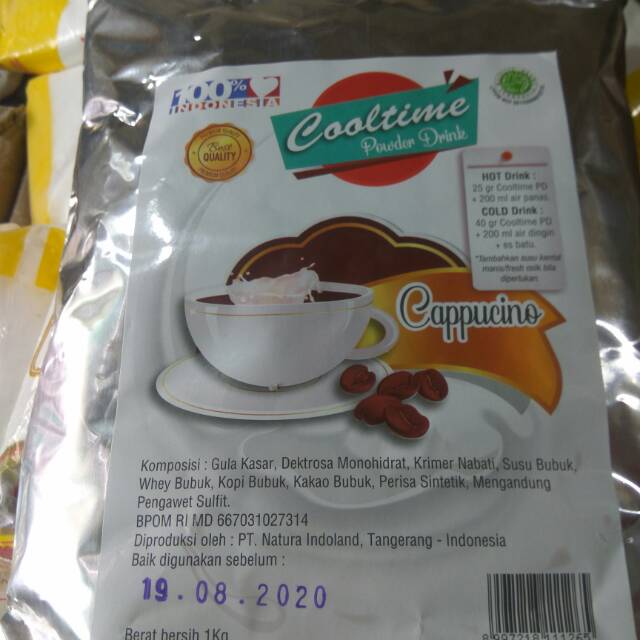 100%
INDONESIA
Best
QUALITY
Cooltime
Powder Drink
HOT Drink :
25 gr Cooltime PD
+ 200 ml air panas.
COLD Drink :
40 gr Cooltime PD
+ 200 ml air dingin
+ es batu.
*Tambahkan susu kental
manis/fresh milk bila
diperlukan.
Cappucino
Komposisi : Gula Kasar, Dektrosa Monohidrat, Krimer Nabati, Susu Bubuk,
Whey Bubuk, Kopi Bubuk, Kakao Bubuk, Perisa Sintetik, Mengandung
Pengawet Sulfit.
BPOM RI MD 667031027314
Diproduksi oleh : PT. Natura Indoland, Tangerang - Indonesia
Baik digunakan sebelum :
19.08.2020
Berat bersih 1Kg